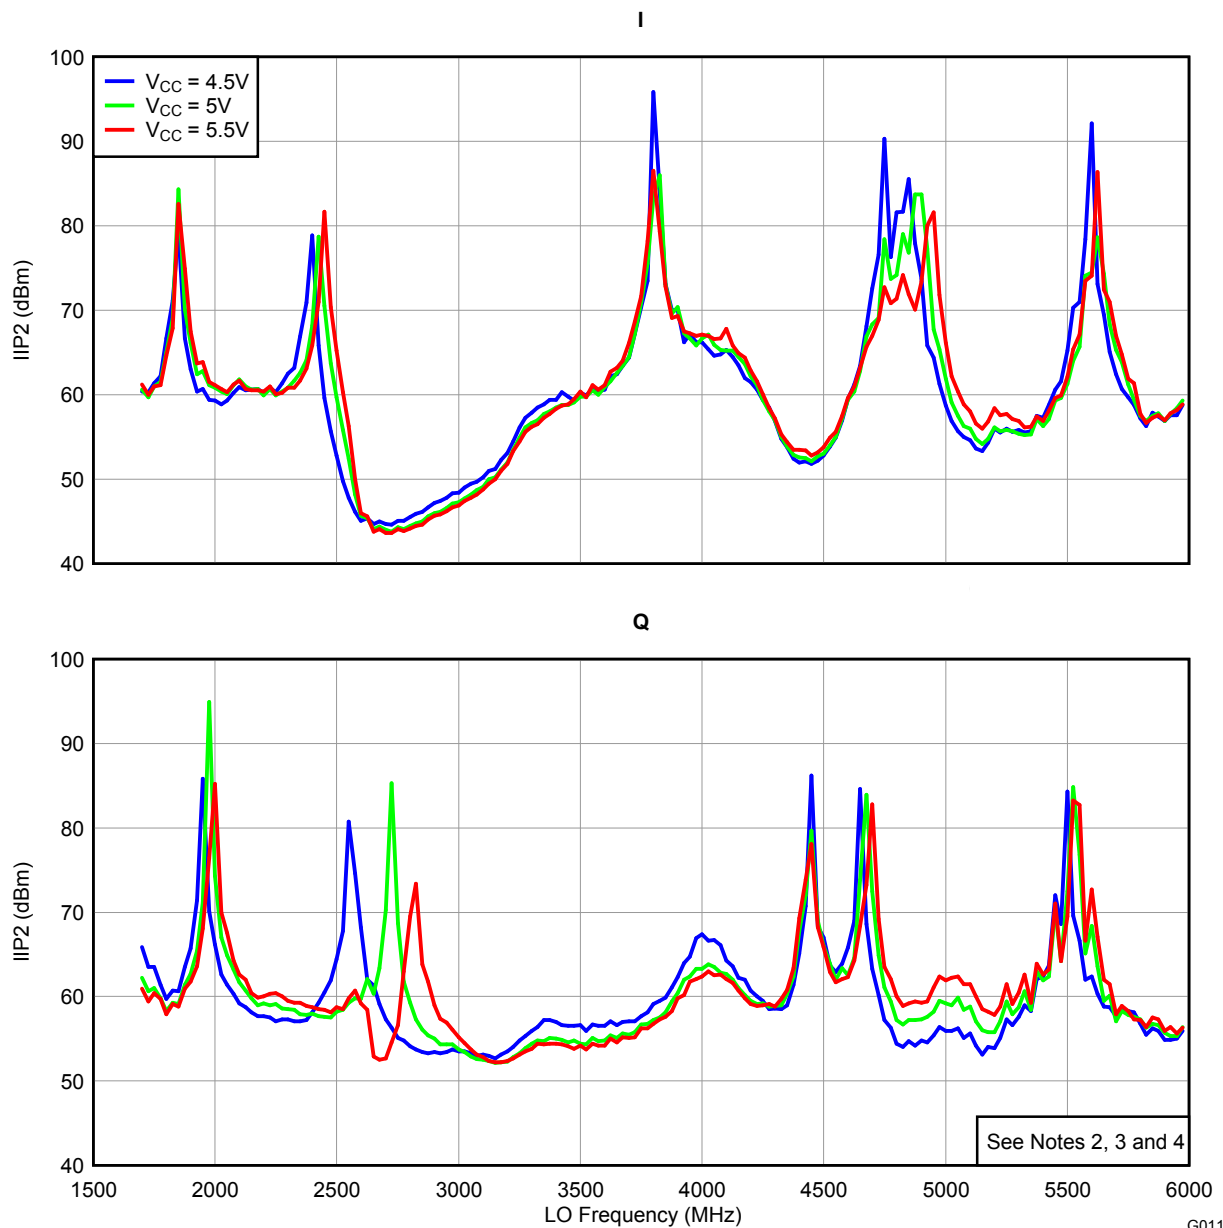 I
100
90
80
70
60
50
40
IIP2 (dBm)
V_CC = 4.5V
V_CC = 5V
V_CC = 5.5V
Q
100
90
80
70
60
50
40
IIP2 (dBm)
See Notes 2, 3 and 4
1500 2000 2500 3000 3500 4000 4500 5000 5500 6000
LO Frequency (MHz)
G011